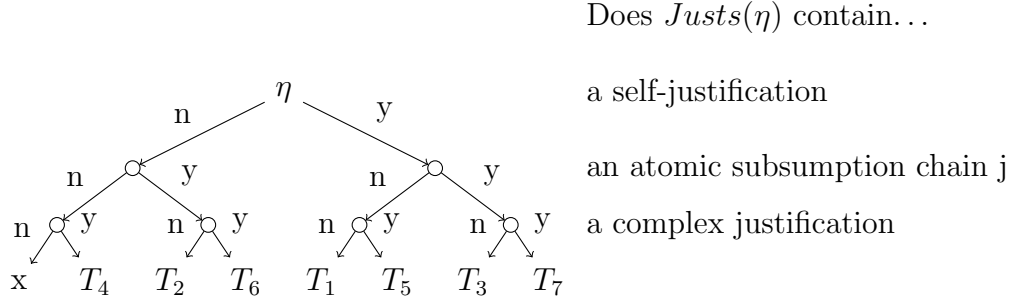 Does Justs(η) contain…
η
a self-justification
n y
an atomic subsumption chain j
n y n y
a complex justification
n y n y n y n y
x T₄ T₂ T₆ T₁ T₅ T₃ T₇